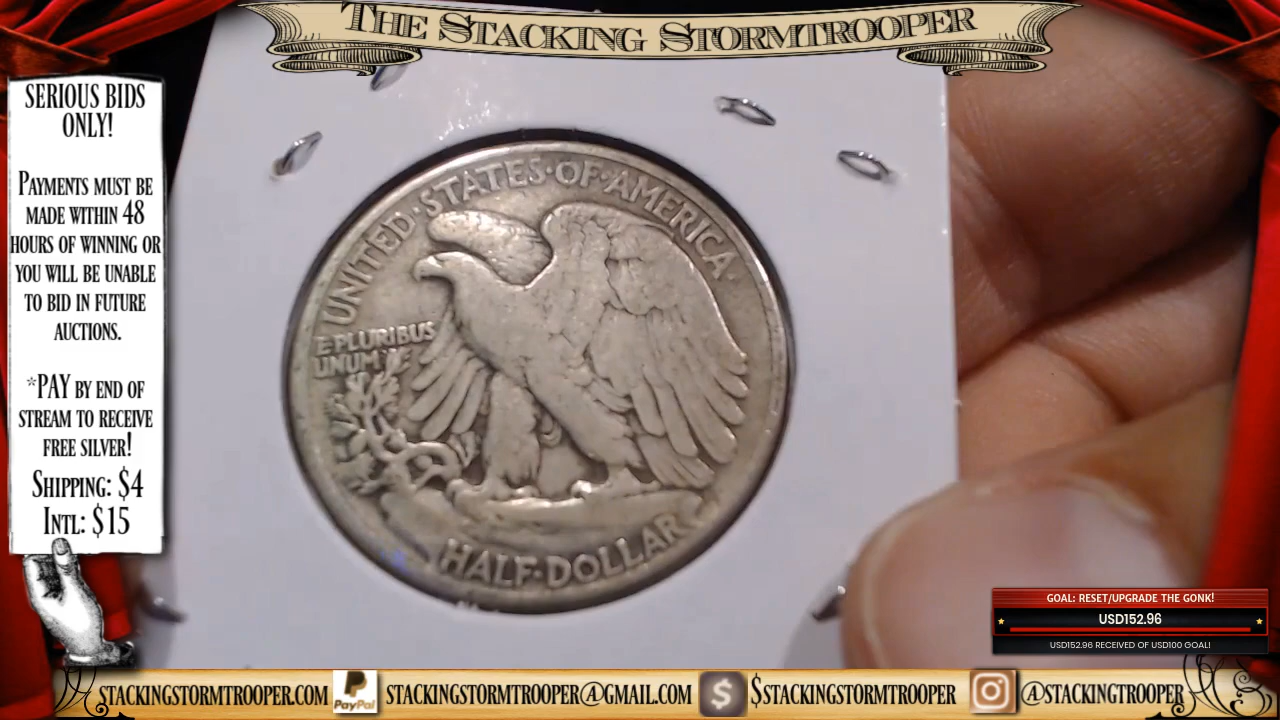 THE STACKING STORMTROOPER
SERIOUS BIDS
ONLY!
PAYMENTS MUST BE
MADE WITHIN 48
HOURS OF WINNING OR
YOU WILL BE UNABLE
TO BID IN FUTURE
AUCTIONS.
*PAY BY END OF
STREAM TO RECEIVE
FREE SILVER!
SHIPPING: $4
INTL: $15
UNITED·STATES·OF·AMERICA
E·PLURIBUS
UNUM
HALF·DOLLAR
GOAL: RESET/UPGRADE THE GONK!
USD152.96
USD152.96 RECEIVED OF USD100 GOAL!
STACKINGSTORMTROOPER.COM
PayPal
STACKINGSTORMTROOPER@GMAIL.COM
$
$STACKINGSTORMTROOPER
@STACKINGTROOPER